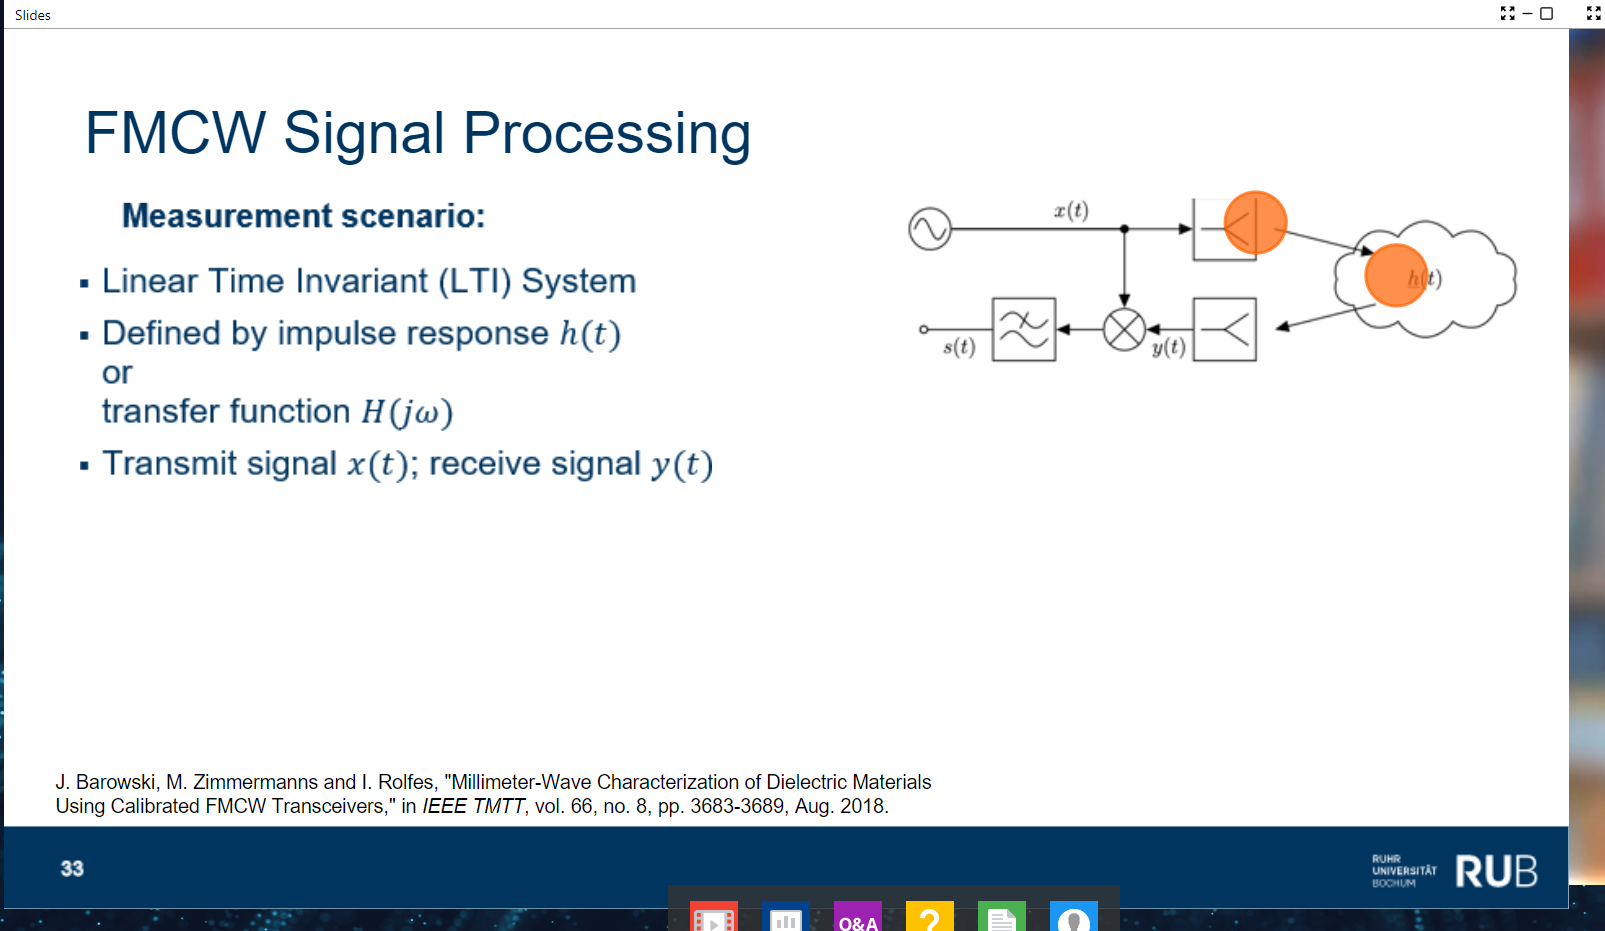 Slides
FMCW Signal Processing
Measurement scenario:
Linear Time Invariant (LTI) System
Defined by impulse response h(t)
or
transfer function H(jω)
Transmit signal x(t); receive signal y(t)
x(t)
h(t)
s(t)
y(t)
J. Barowski, M. Zimmermanns and I. Rolfes, "Millimeter-Wave Characterization of Dielectric Materials
Using Calibrated FMCW Transceivers," in IEEE TMTT, vol. 66, no. 8, pp. 3683-3689, Aug. 2018.
33
RUHR
UNIVERSITÄT
BOCHUM
RUB
Q&A
?